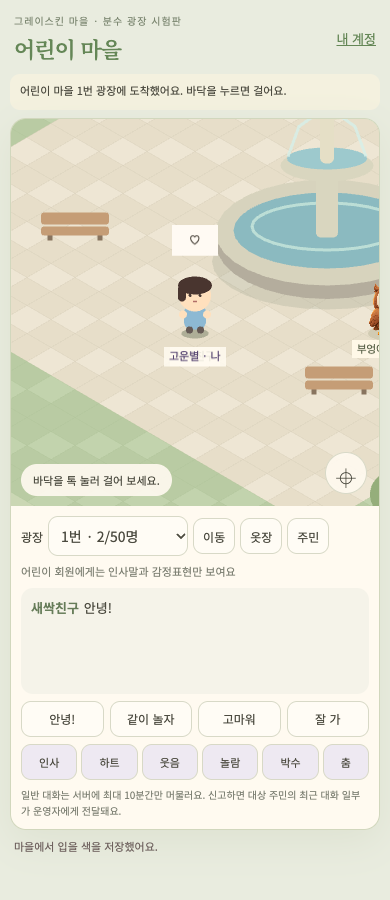 그레이스킨 마을 · 분수 광장 시험판
어린이 마을
내 계정
어린이 마을 1번 광장에 도착했어요. 바닥을 누르면 걸어요.
고운별 · 나
바닥을 톡 눌러 걸어 보세요.
광장
1번 · 2/50명
이동
옷장
주민
어린이 회원에게는 인사말과 감정표현만 보여요
새싹친구 안녕!
안녕!
같이 놀자
고마워
잘 가
인사
하트
웃음
놀람
박수
춤
일반 대화는 서버에 최대 10분간만 머물러요. 신고하면 대상 주민의 최근 대화 일부
가 운영자에게 전달돼요.
마을에서 입을 색을 저장했어요.